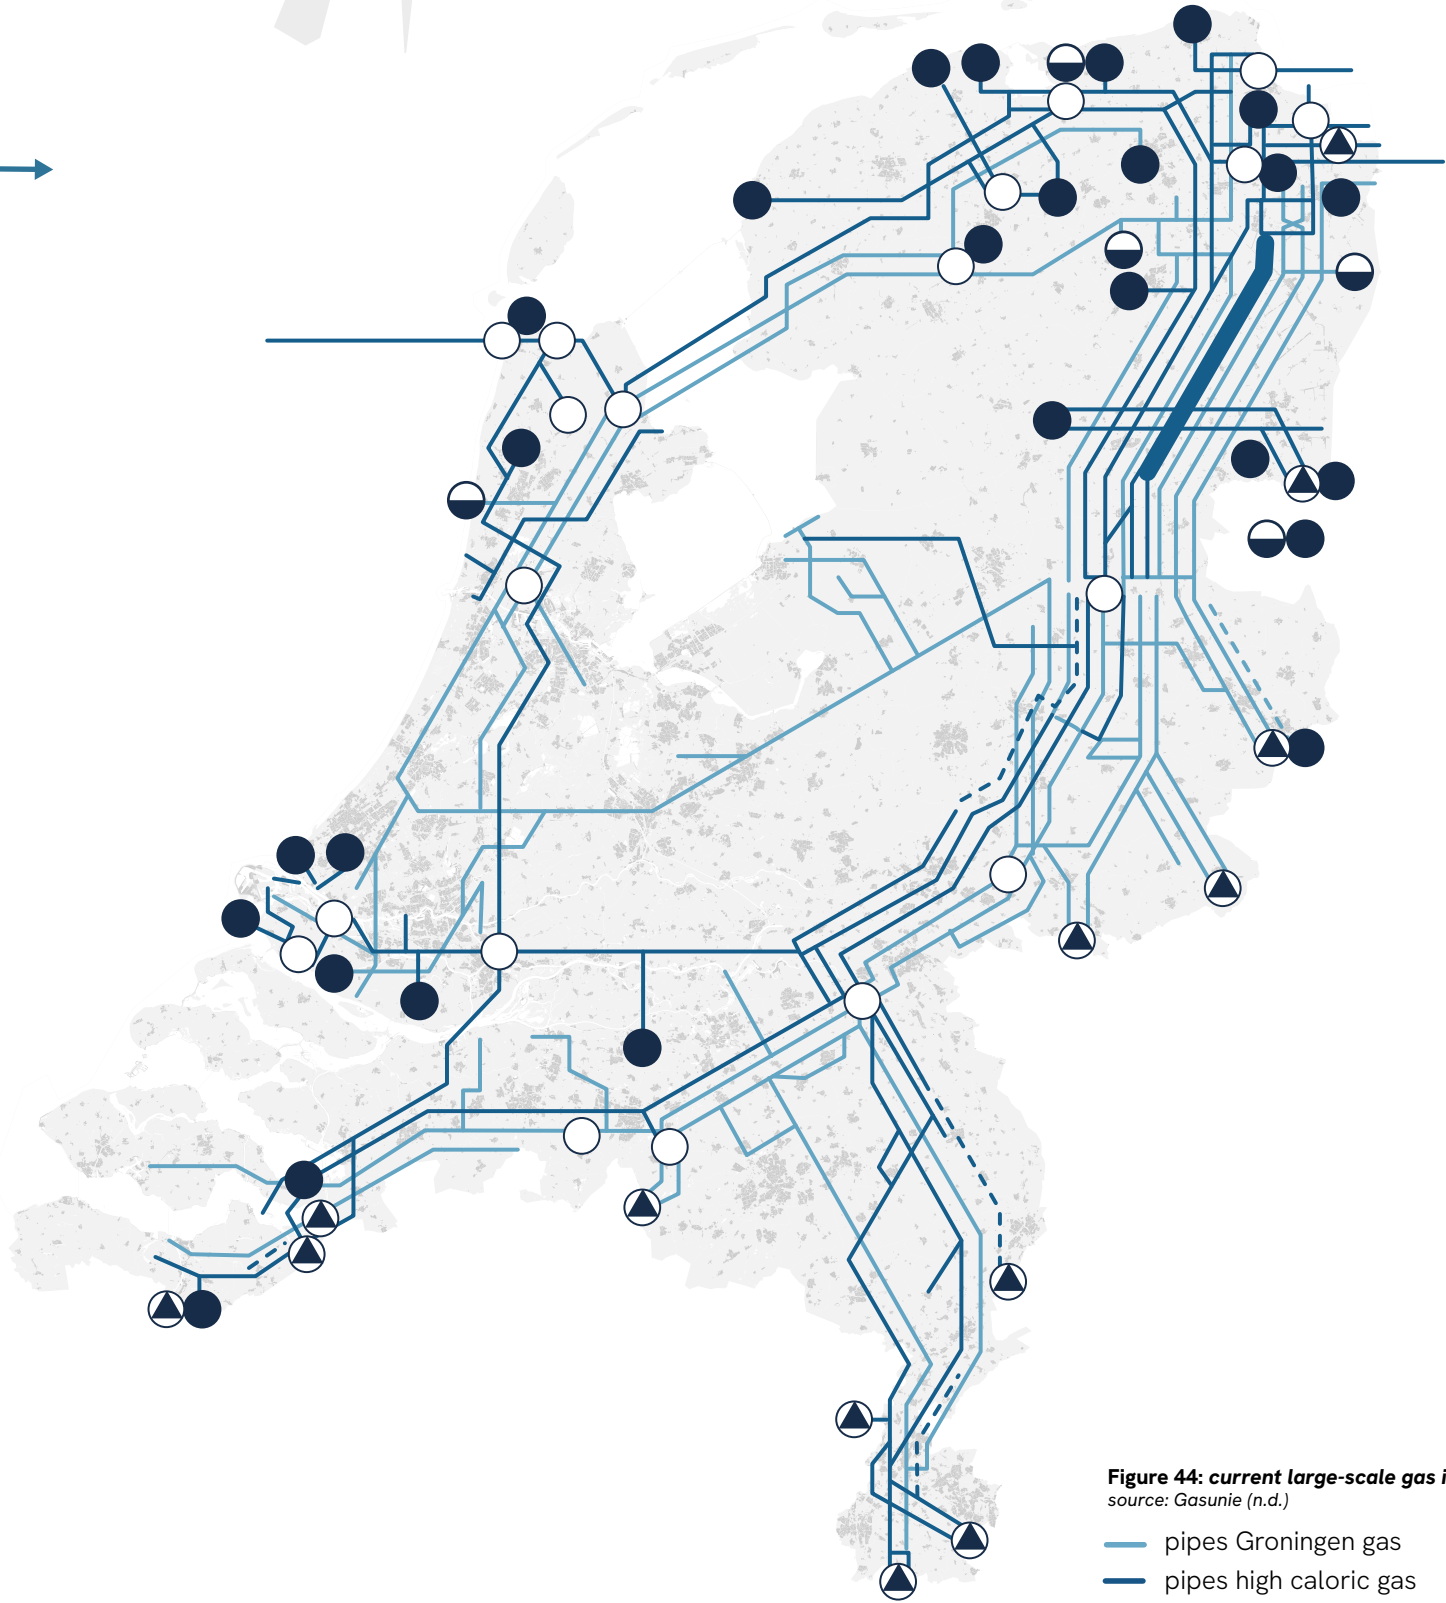 Figure 44: current large-scale gas i
source: Gasunie (n.d.)
pipes Groningen gas
pipes high caloric gas